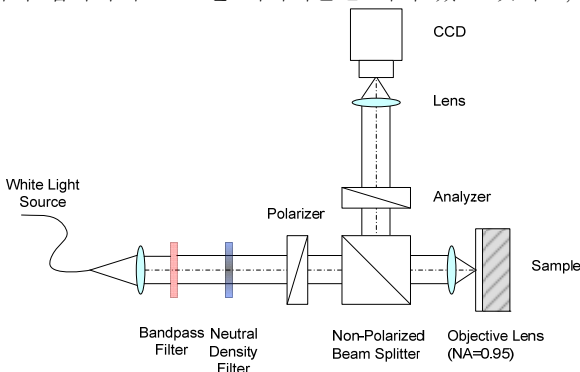 CCD
Lens
White Light
Source
Polarizer
Analyzer
Sample
Bandpass
Filter
Neutral
Density
Filter
Non-Polarized
Beam Splitter
Objective Lens
(NA=0.95)